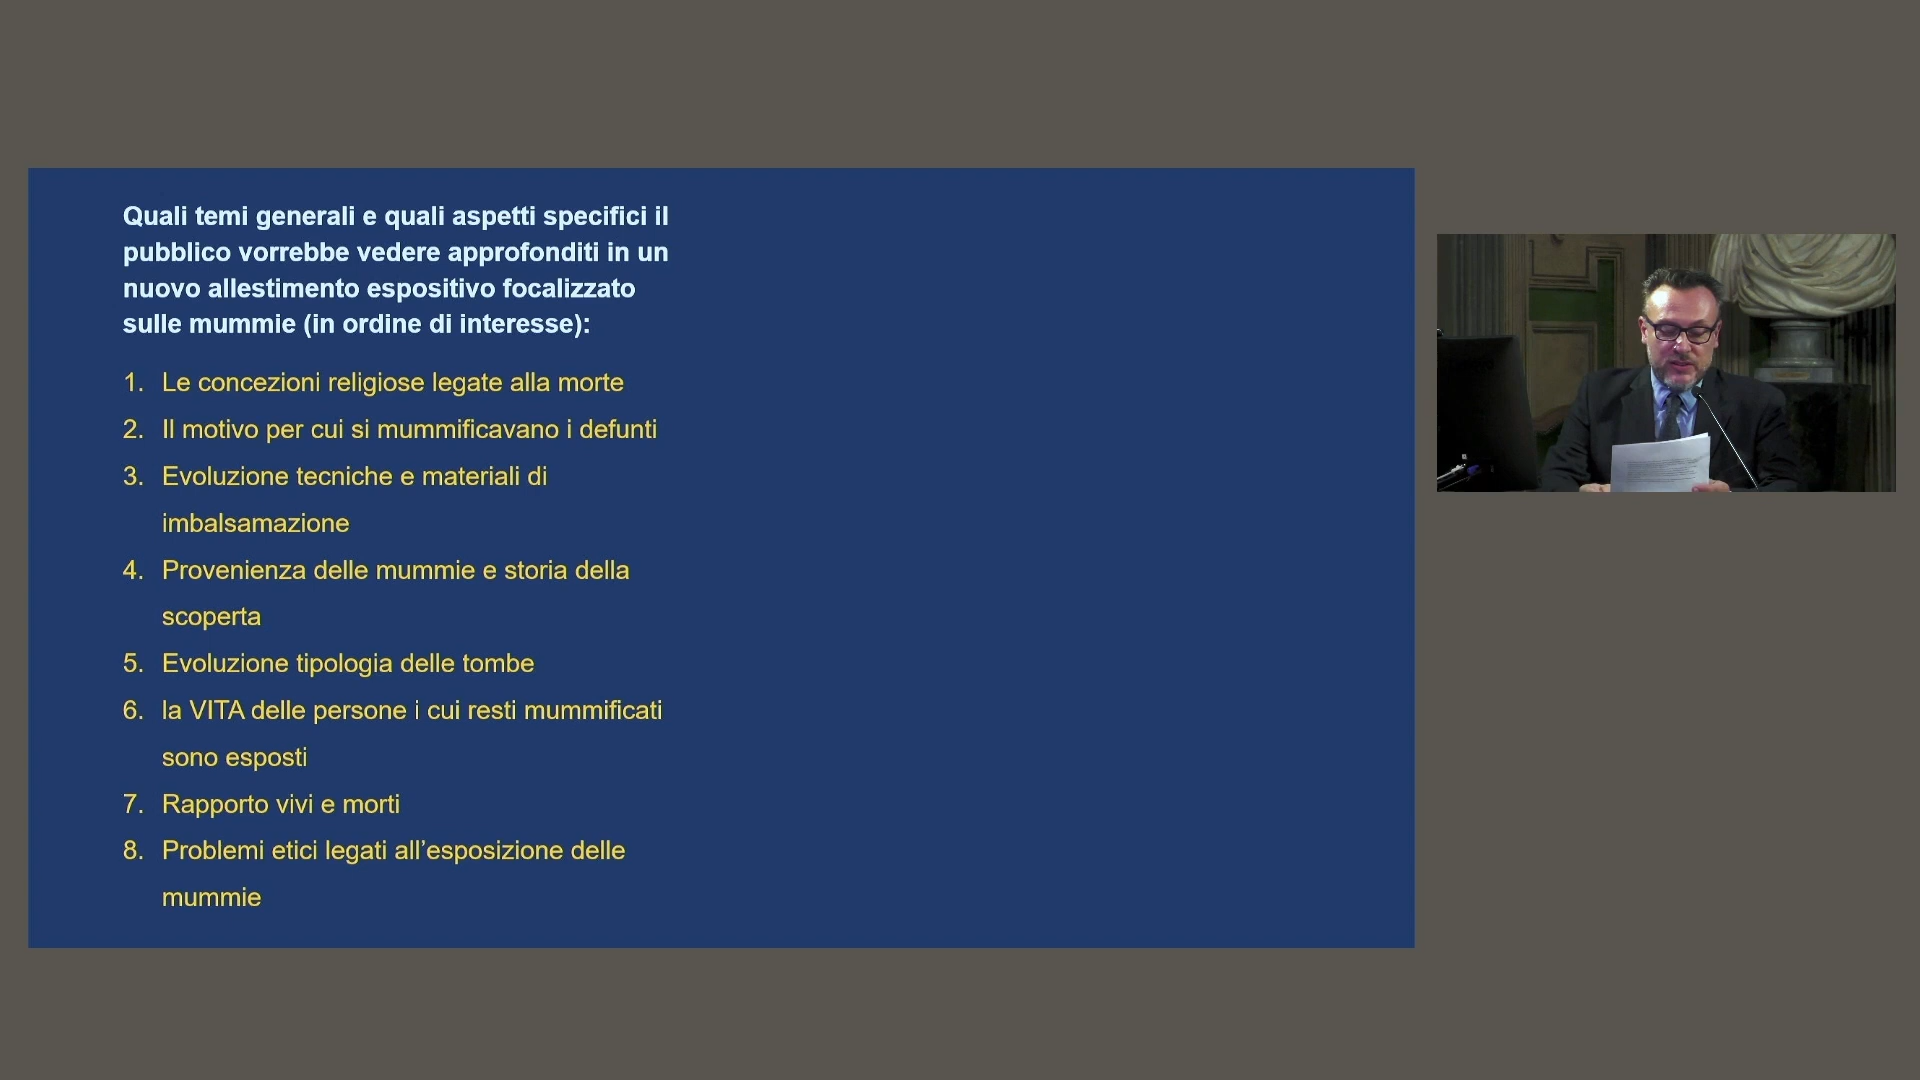 Quali temi generali e quali aspetti specifici il
pubblico vorrebbe vedere approfonditi in un
nuovo allestimento espositivo focalizzato
sulle mummie (in ordine di interesse):
1. Le concezioni religiose legate alla morte
2. Il motivo per cui si mummificavano i defunti
3. Evoluzione tecniche e materiali di
imbalsamazione
4. Provenienza delle mummie e storia della
scoperta
5. Evoluzione tipologia delle tombe
6. la VITA delle persone i cui resti mummificati
sono esposti
7. Rapporto vivi e morti
8. Problemi etici legati all’esposizione delle
mummie